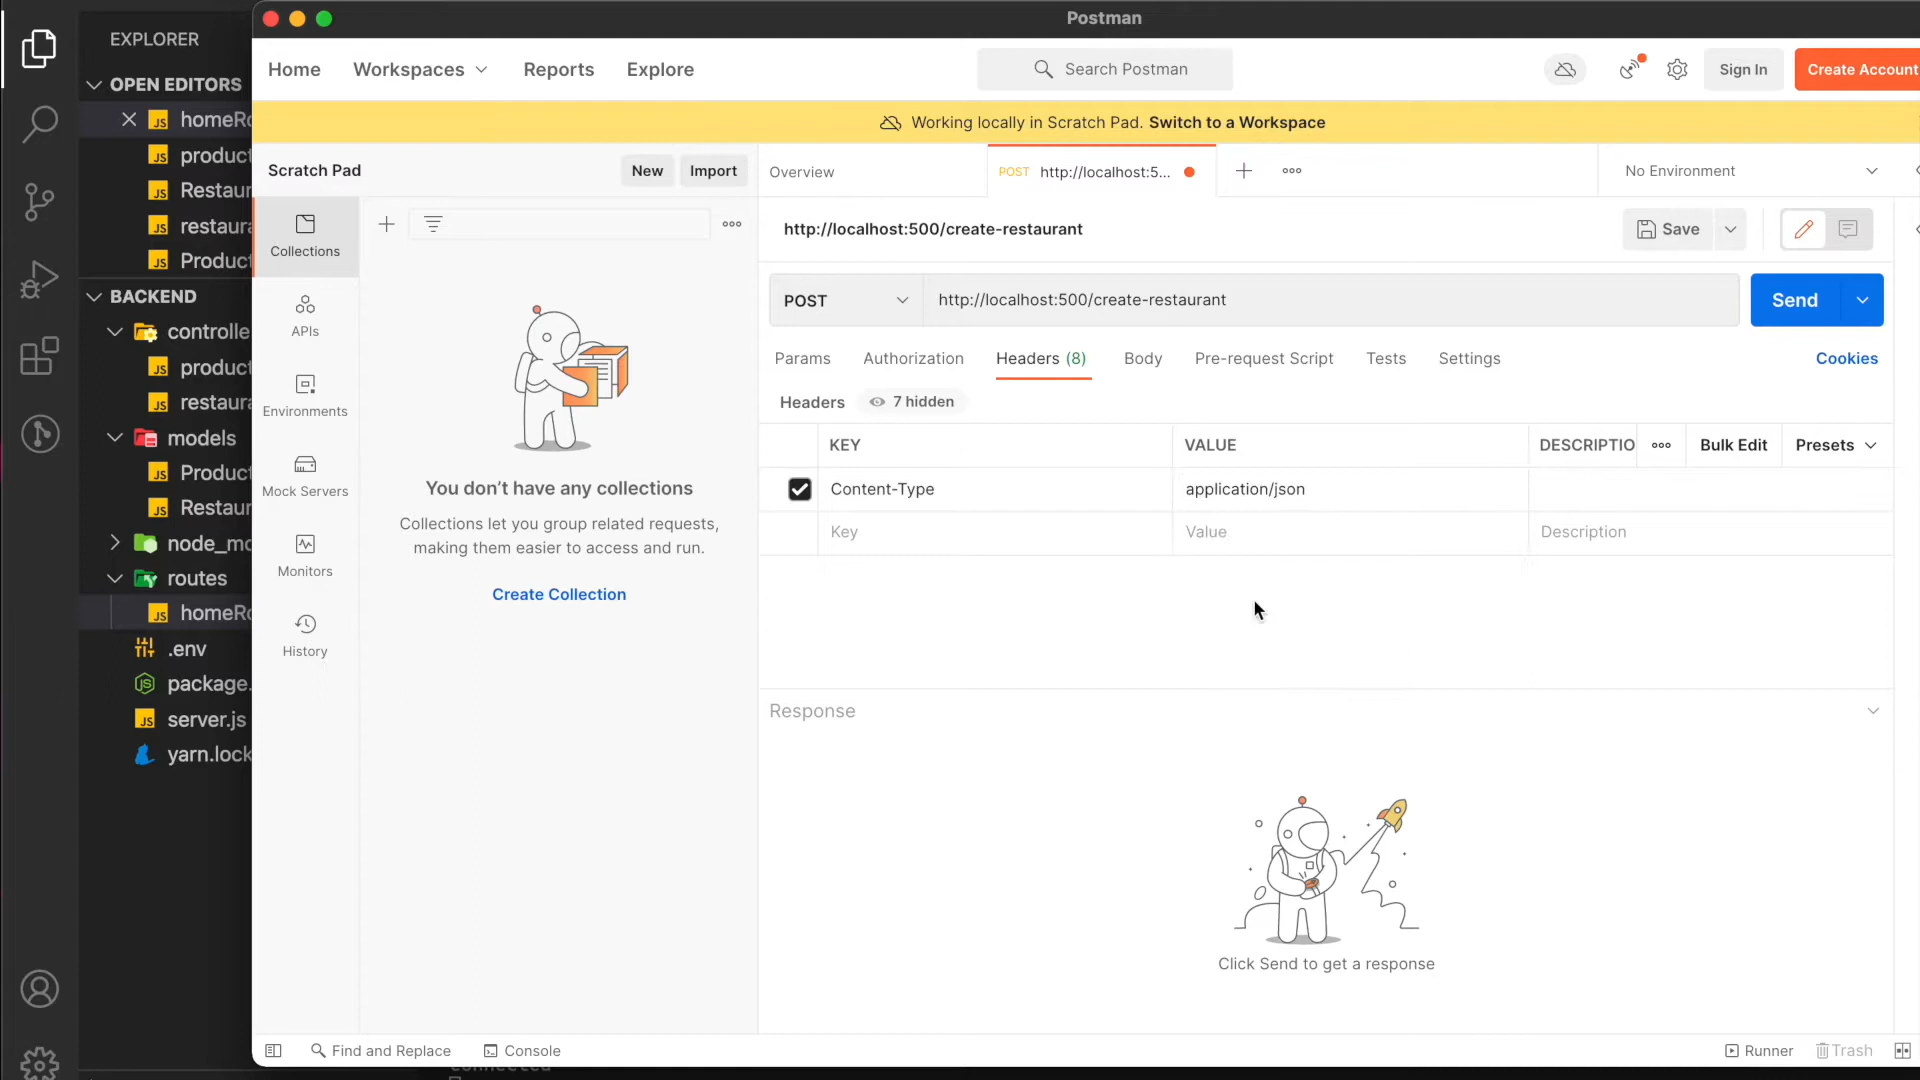 Postman
EXPLORER
OPEN EDITORS
homeRo
product
Restaur
restaura
Product
BACKEND
controlle
product
restaura
models
Product
Restaur
node_mo
routes
homeRo
.env
package.
server.js
yarn.lock
Home
Workspaces
Reports
Explore
Search Postman
Sign In
Create Account
Working locally in Scratch Pad. Switch to a Workspace
Scratch Pad
New
Import
Overview
POST http://localhost:5...
No Environment
Collections
APIs
Environments
Mock Servers
Monitors
History
You don’t have any collections
Collections let you group related requests,
making them easier to access and run.
Create Collection
http://localhost:500/create-restaurant
Save
POST
http://localhost:500/create-restaurant
Send
Params
Authorization
Headers (8)
Body
Pre-request Script
Tests
Settings
Cookies
Headers
7 hidden
KEY
VALUE
DESCRIPTIO
Bulk Edit
Presets
Content-Type
application/json
Key
Value
Description
Response
Click Send to get a response
Find and Replace
Console
Runner
Trash
connected